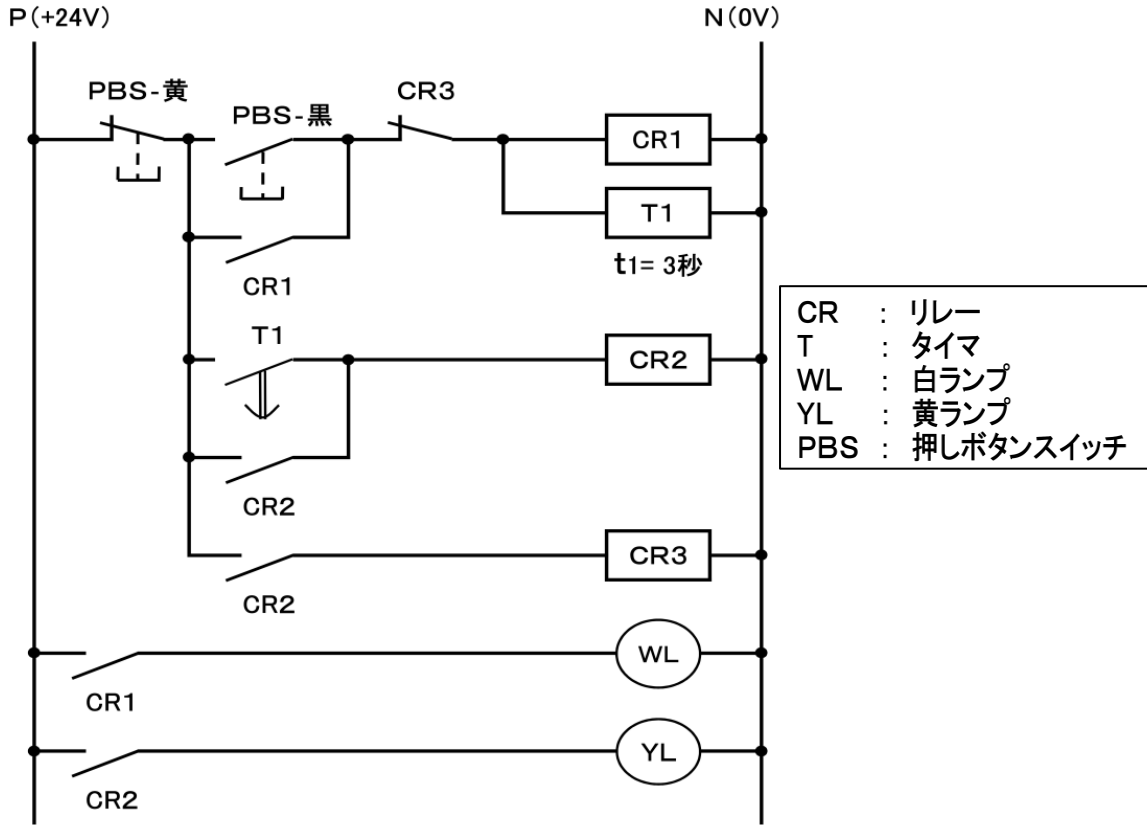 P(+24V)
N(0V)
PBS-黄
PBS-黒
CR3
CR1
T1
t1= 3秒
CR1
T1
CR2
CR2
CR3
CR2
WL
CR1
YL
CR2
CR : リレー
T : タイマ
WL : 白ランプ
YL : 黄ランプ
PBS : 押しボタンスイッチ